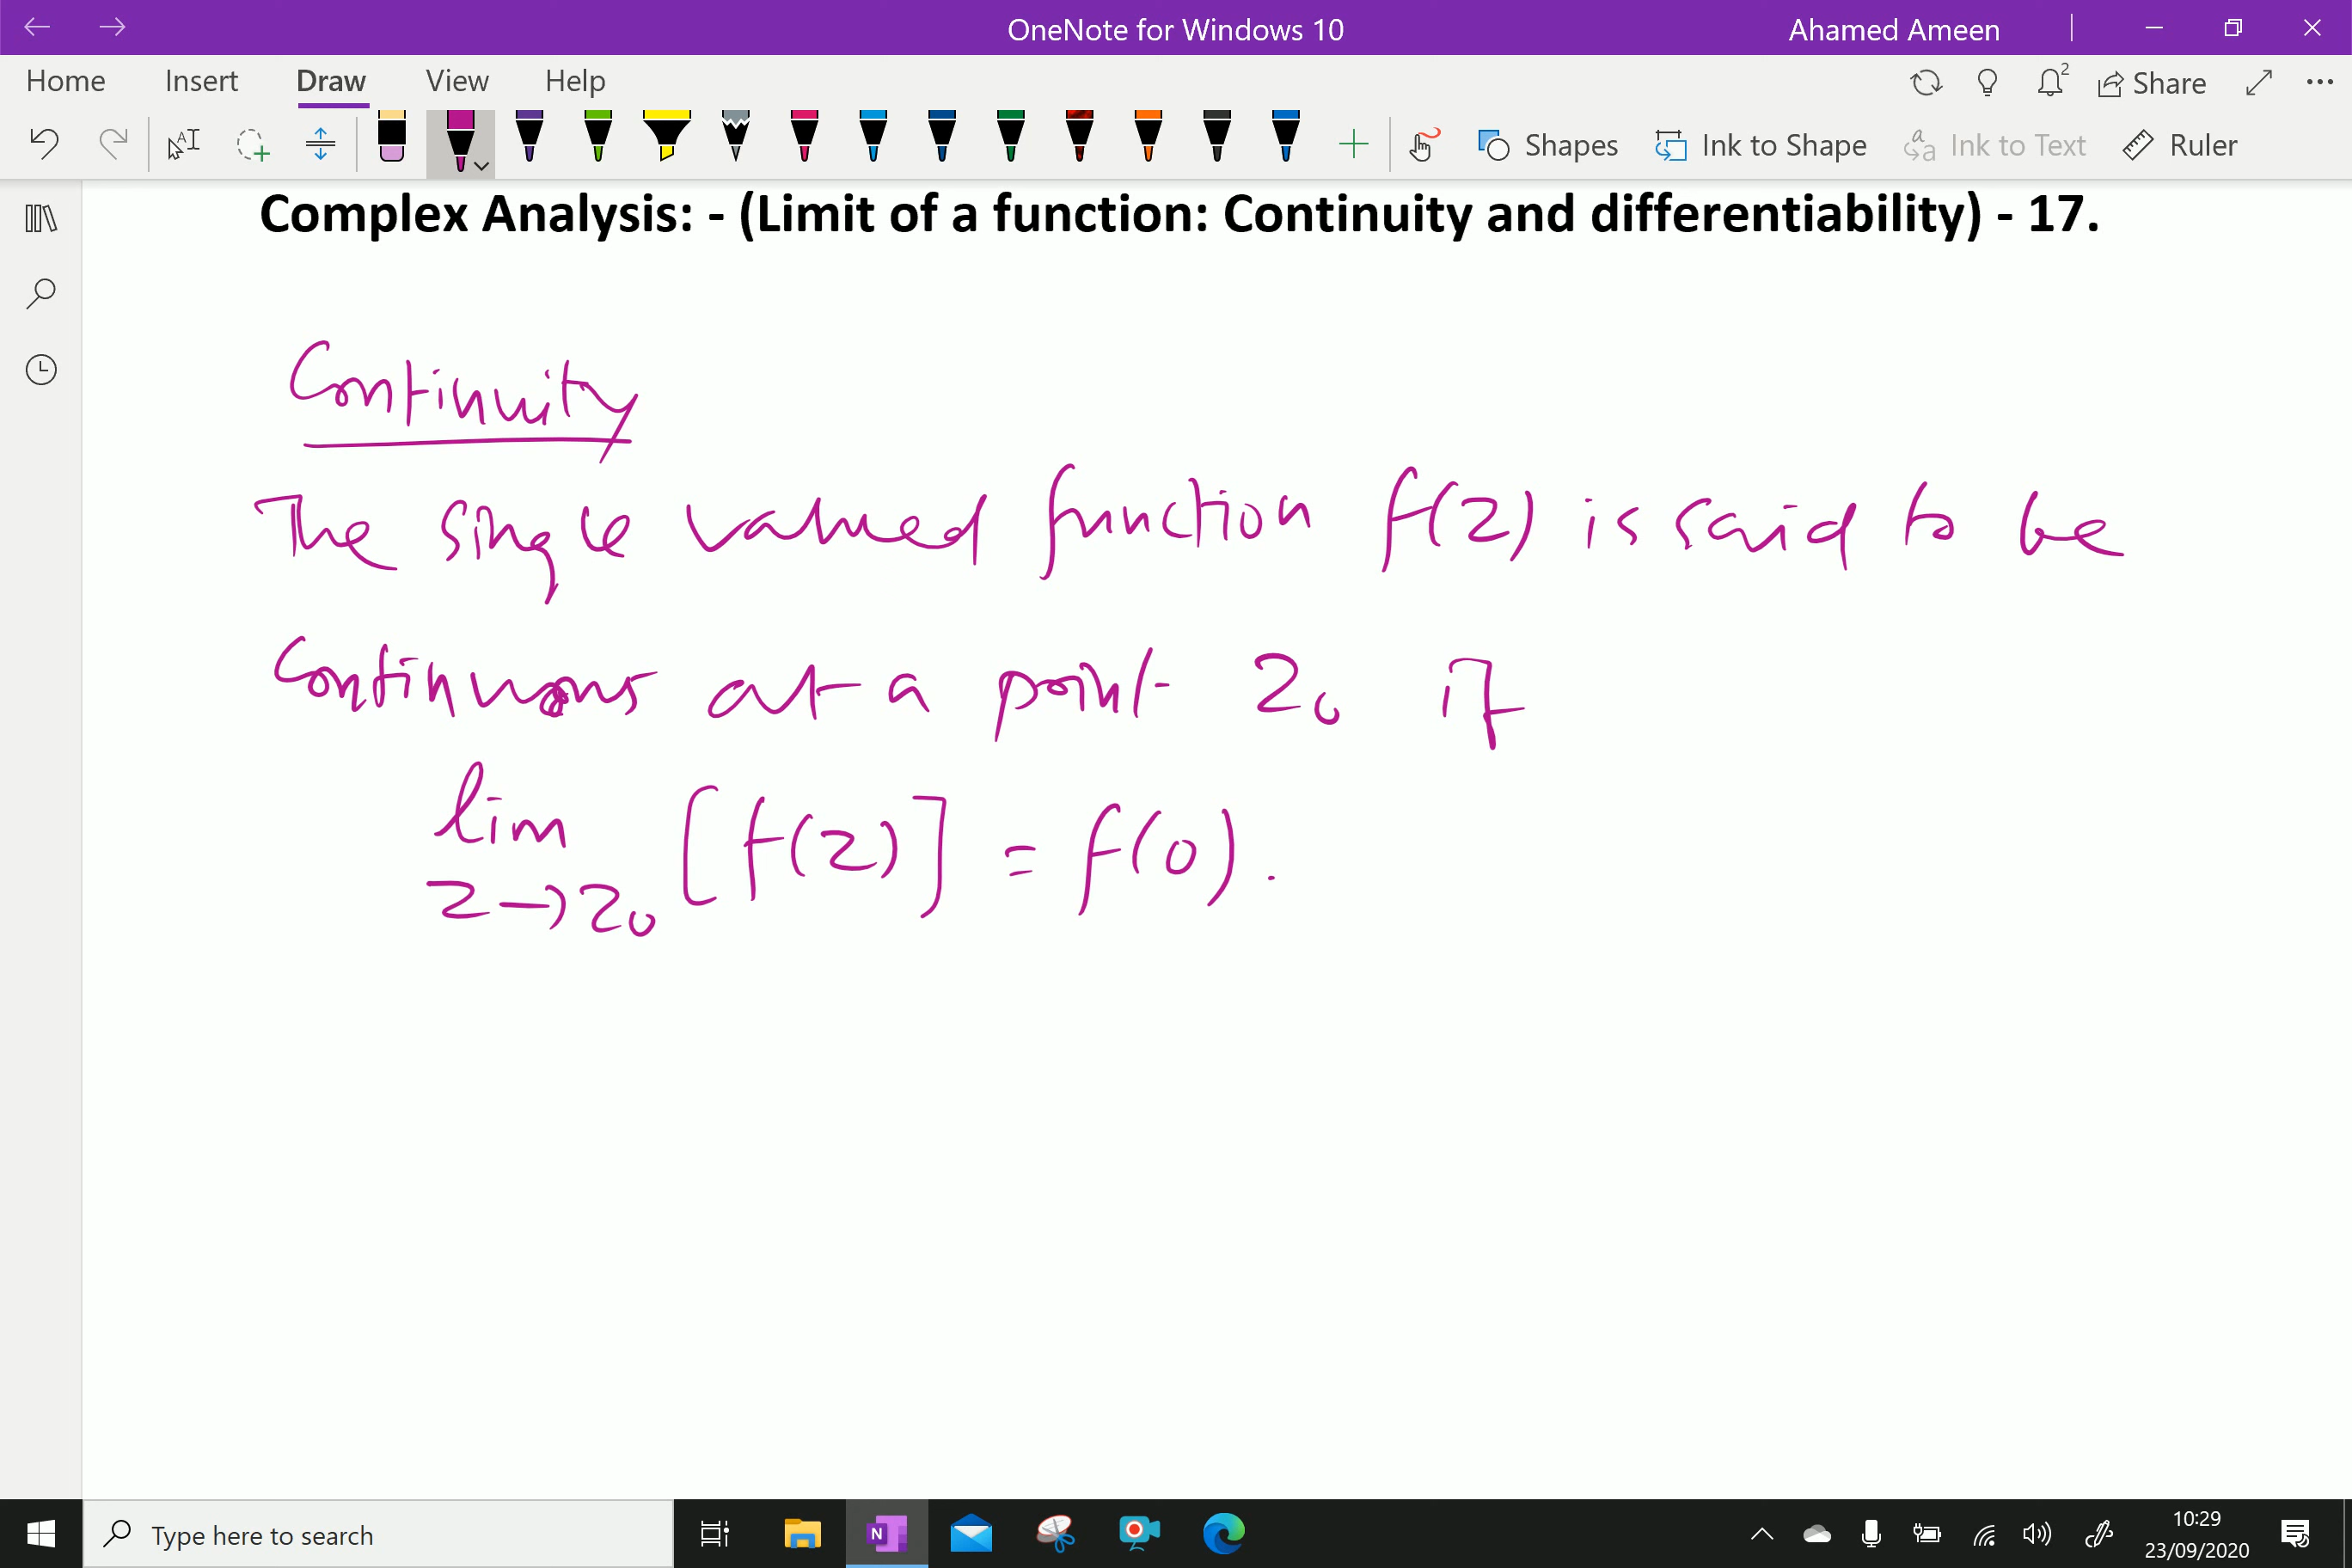 OneNote for Windows 10
Ahamed Ameen
Home Insert Draw View Help
2 Share
Shapes Ink to Shape Ink to Text Ruler
Complex Analysis: - (Limit of a function: Continuity and differentiability) - 17.
Continuity
The single valued function f(z) is said to be
Continuous at a point z₀ if
lim [f(z)] = f(0).
z→z₀
Type here to search
10:29
23/09/2020